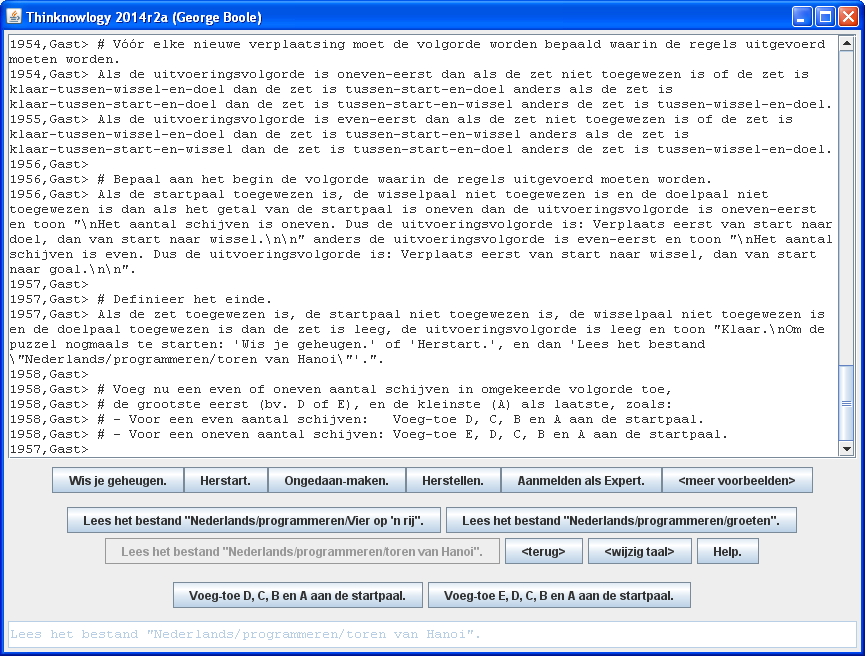 Thinknowlogy 2014r2a (George Boole)
1954,Gast> # Vóór elke nieuwe verplaatsing moet de volgorde worden bepaald waarin de regels uitgevoerd
moeten worden.
1954,Gast> Als de uitvoeringsvolgorde is oneven-eerst dan als de zet niet toegewezen is of de zet is
klaar-tussen-wissel-en-doel dan de zet is tussen-start-en-doel anders als de zet is
klaar-tussen-start-en-doel dan de zet is tussen-start-en-wissel anders de zet is tussen-wissel-en-doel.
1955,Gast> Als de uitvoeringsvolgorde is even-eerst dan als de zet niet toegewezen is of de zet is
klaar-tussen-wissel-en-doel dan de zet is tussen-start-en-wissel anders als de zet is
klaar-tussen-start-en-wissel dan de zet is tussen-start-en-doel anders de zet is tussen-wissel-en-doel.
1956,Gast>
1956,Gast> # Bepaal aan het begin de volgorde waarin de regels uitgevoerd moeten worden.
1956,Gast> Als de startpaal toegewezen is, de wisselpaal niet toegewezen is en de doelpaal niet
toegewezen is dan als het getal van de startpaal is oneven dan de uitvoeringsvolgorde is oneven-eerst
en toon "\nHet aantal schijven is oneven. Dus de uitvoeringsvolgorde is: Verplaats eerst van start naar
doel, dan van start naar wissel.\n\n" anders de uitvoeringsvolgorde is even-eerst en toon "\nHet aantal
schijven is even. Dus de uitvoeringsvolgorde is: Verplaats eerst van start naar wissel, dan van start
naar goal.\n\n".
1957,Gast>
1957,Gast> # Definieer het einde.
1957,Gast> Als de zet toegewezen is, de startpaal niet toegewezen is, de wisselpaal niet toegewezen is
en de doelpaal toegewezen is dan de zet is leeg, de uitvoeringsvolgorde is leeg en toon "Klaar.\nOm de
puzzel nogmaals te starten: 'Wis je geheugen.' of 'Herstart.', en dan 'Lees het bestand
\"Nederlands/programmeren/toren van Hanoi\"'.".
1958,Gast>
1958,Gast> # Voeg nu een even of oneven aantal schijven in omgekeerde volgorde toe,
1958,Gast> # de grootste eerst (bv. D of E), en de kleinste (A) als laatste, zoals:
1958,Gast> # - Voor een even aantal schijven:   Voeg-toe D, C, B en A aan de startpaal.
1958,Gast> # - Voor een oneven aantal schijven: Voeg-toe E, D, C, B en A aan de startpaal.
1957,Gast>
Wis je geheugen. Herstart. Ongedaan-maken. Herstellen. Aanmelden als Expert. <meer voorbeelden>
Lees het bestand "Nederlands/programmeren/Vier op 'n rij". Lees het bestand "Nederlands/programmeren/groeten".
Lees het bestand "Nederlands/programmeren/toren van Hanoi". <terug> <wijzig taal> Help.
Voeg-toe D, C, B en A aan de startpaal. Voeg-toe E, D, C, B en A aan de startpaal.
Lees het bestand "Nederlands/programmeren/toren van Hanoi".